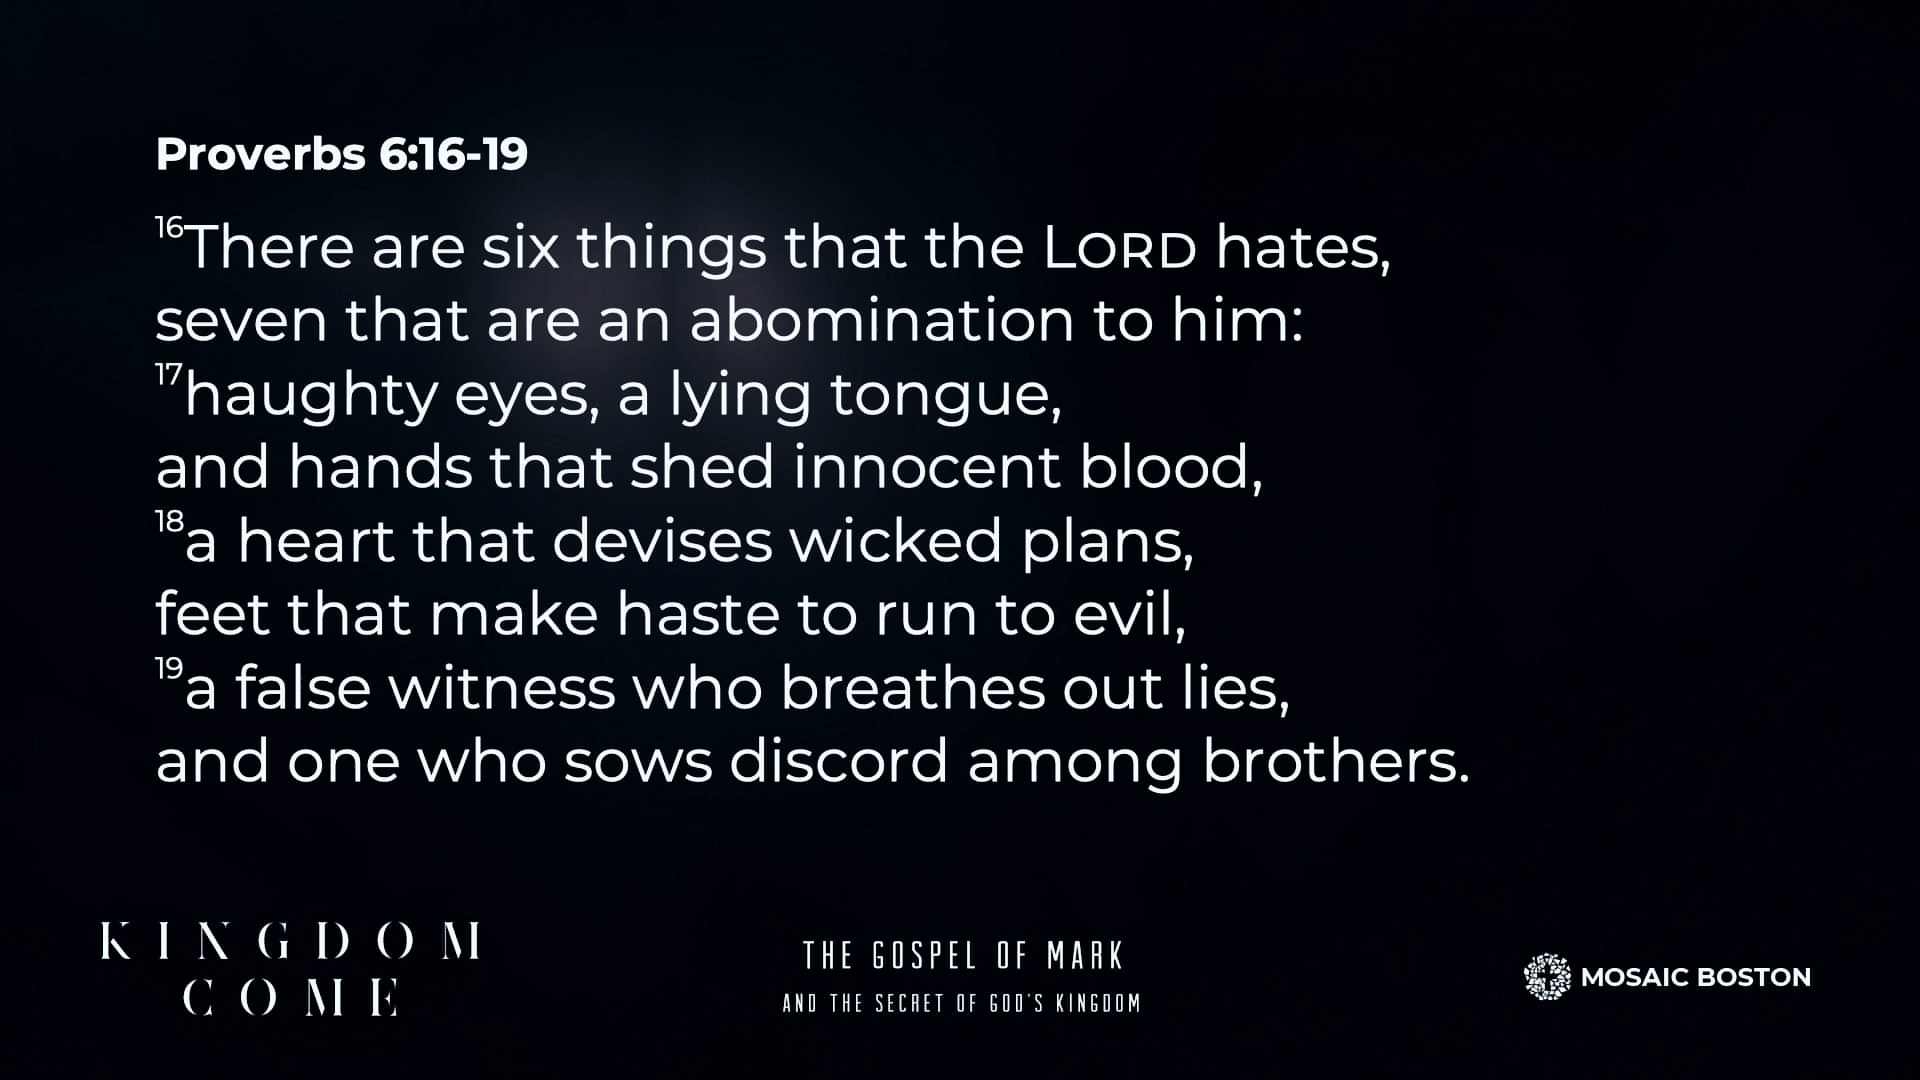 Proverbs 6:16-19
16There are six things that the LORD hates,
seven that are an abomination to him:
17haughty eyes, a lying tongue,
and hands that shed innocent blood,
18a heart that devises wicked plans,
feet that make haste to run to evil,
19a false witness who breathes out lies,
and one who sows discord among brothers.
KINGDOM
COME
THE GOSPEL OF MARK
AND THE SECRET OF GOD'S KINGDOM
MOSAIC BOSTON